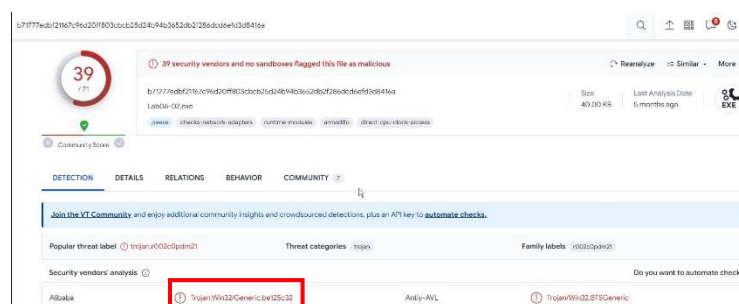 b71777edbf21167c96d20ff803cbcb25d24b94b3652db2f286dcd6efd3d8416a
39
/ 71
Community Score
39 security vendors and no sandboxes flagged this file as malicious
Reanalyze Similar More
b71777edbf21167c96d20ff803cbcb25d24b94b3652db2f286dcd6efd3d8416a
Lab06-02.exe
peexe checks-network-adapters runtime-modules armadillo direct-cpu-clock-access
Size
40.00 KB
Last Analysis Date
5 months ago
EXE
DETECTION DETAILS RELATIONS BEHAVIOR COMMUNITY 7
Join the VT Community and enjoy additional community insights and crowdsourced detections, plus an API key to automate checks.
Popular threat label trojan.r002c0pdm21 Threat categories trojan Family labels r002c0pdm21
Security vendors' analysis Do you want to automate check
Alibaba Trojan:Win32/Generic.be125c32 Antiy-AVL Trojan/Win32.BTSGeneric